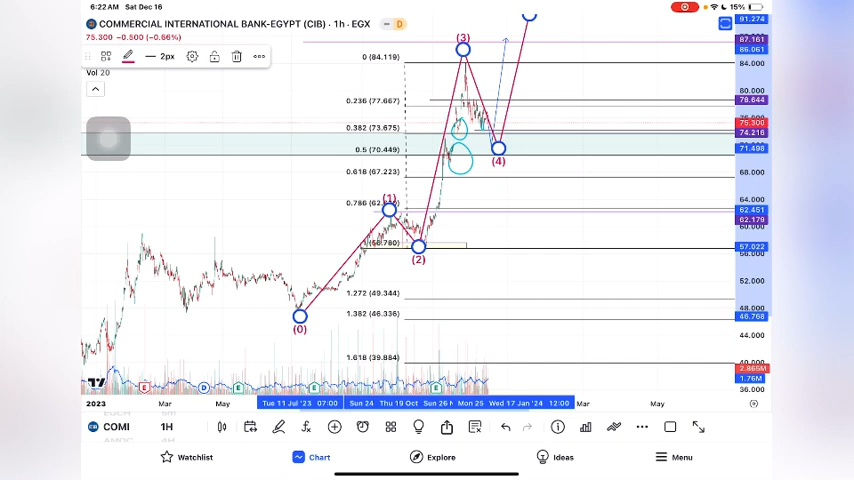 6:22 AM Sat Dec 16
15%
COMMERCIAL INTERNATIONAL BANK-EGYPT (CIB) · 1h · EGX
D
75.300 −0.500 (−0.66%)
2px
Vol 20
(3)
0 (84.119)
0.236 (77.667)
0.382 (73.675)
0.5 (70.449)
(4)
0.618 (67.223)
(1)
0.786 (62.
(56.780)
(2)
1.272 (49.344)
1.382 (46.336)
(0)
1.618 (39.884)
91.274
87.161
86.061
84.000
80.000
78.644
75.300
74.216
71.498
68.000
64.000
62.451
62.179
60.000
57.022
56.000
52.000
48.000
46.768
44.000
40.000
2.865M
1.76M
36.000
E
D
E
E
E
2023
Mar
May
Tue 11 Jul '23 07:00
Sun 24
Thu 19 Oct
Sun 26 N
Mon 25
Wed 17 Jan '24 12:00
Mar
May
COMI
1H
4H
Watchlist
Chart
Explore
Ideas
Menu